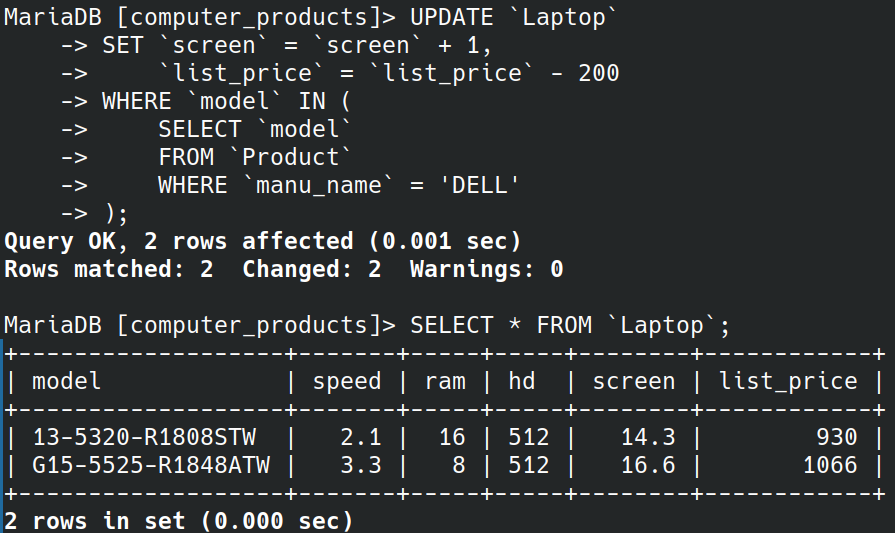 MariaDB [computer_products]> UPDATE `Laptop`
    -> SET `screen` = `screen` + 1,
    ->     `list_price` = `list_price` - 200
    -> WHERE `model` IN (
    ->     SELECT `model`
    ->     FROM `Product`
    ->     WHERE `manu_name` = 'DELL'
    -> );
Query OK, 2 rows affected (0.001 sec)
Rows matched: 2  Changed: 2  Warnings: 0

MariaDB [computer_products]> SELECT * FROM `Laptop`;
+-------------------+-------+-----+-----+--------+------------+
| model             | speed | ram | hd  | screen | list_price |
+-------------------+-------+-----+-----+--------+------------+
| 13-5320-R1808STW  |   2.1 |  16 | 512 |   14.3 |        930 |
| G15-5525-R1848ATW |   3.3 |   8 | 512 |   16.6 |       1066 |
+-------------------+-------+-----+-----+--------+------------+
2 rows in set (0.000 sec)